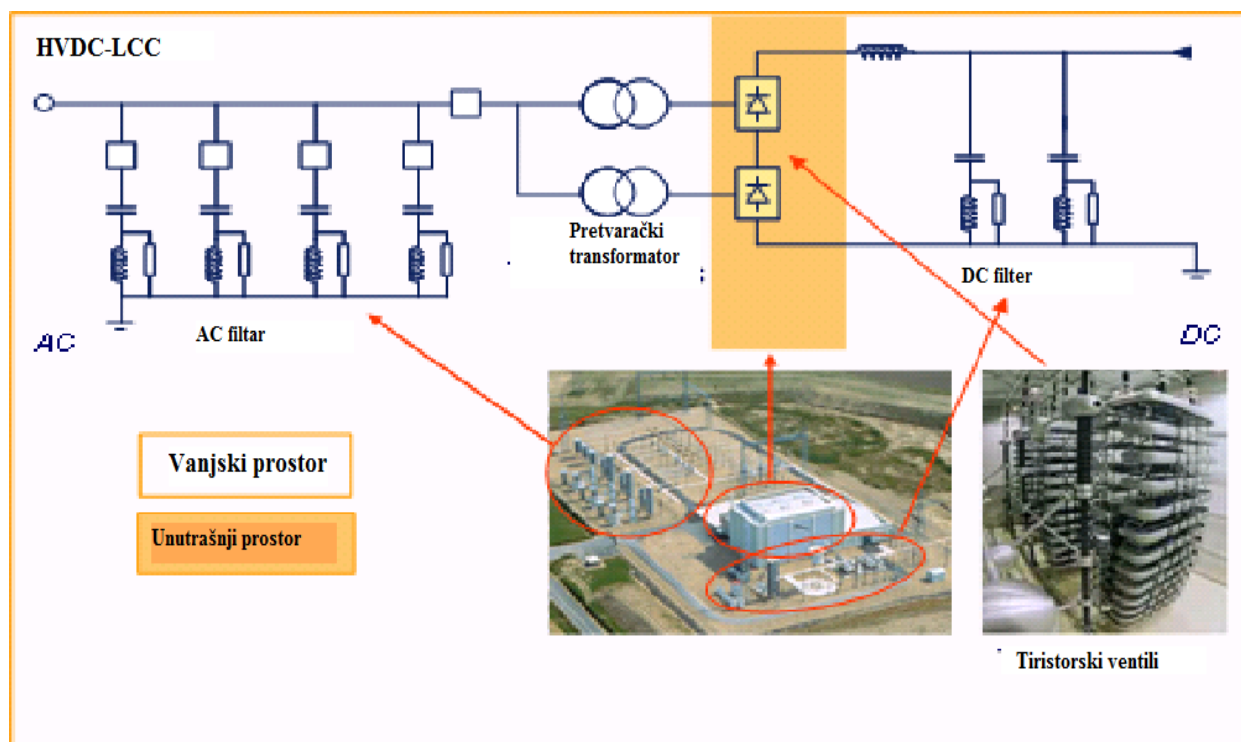 HVDC-LCC
Pretvarački
transformator
DC filter
AC filtar
AC
DC
Vanjski prostor
Unutrašnji prostor
Tiristorski ventili